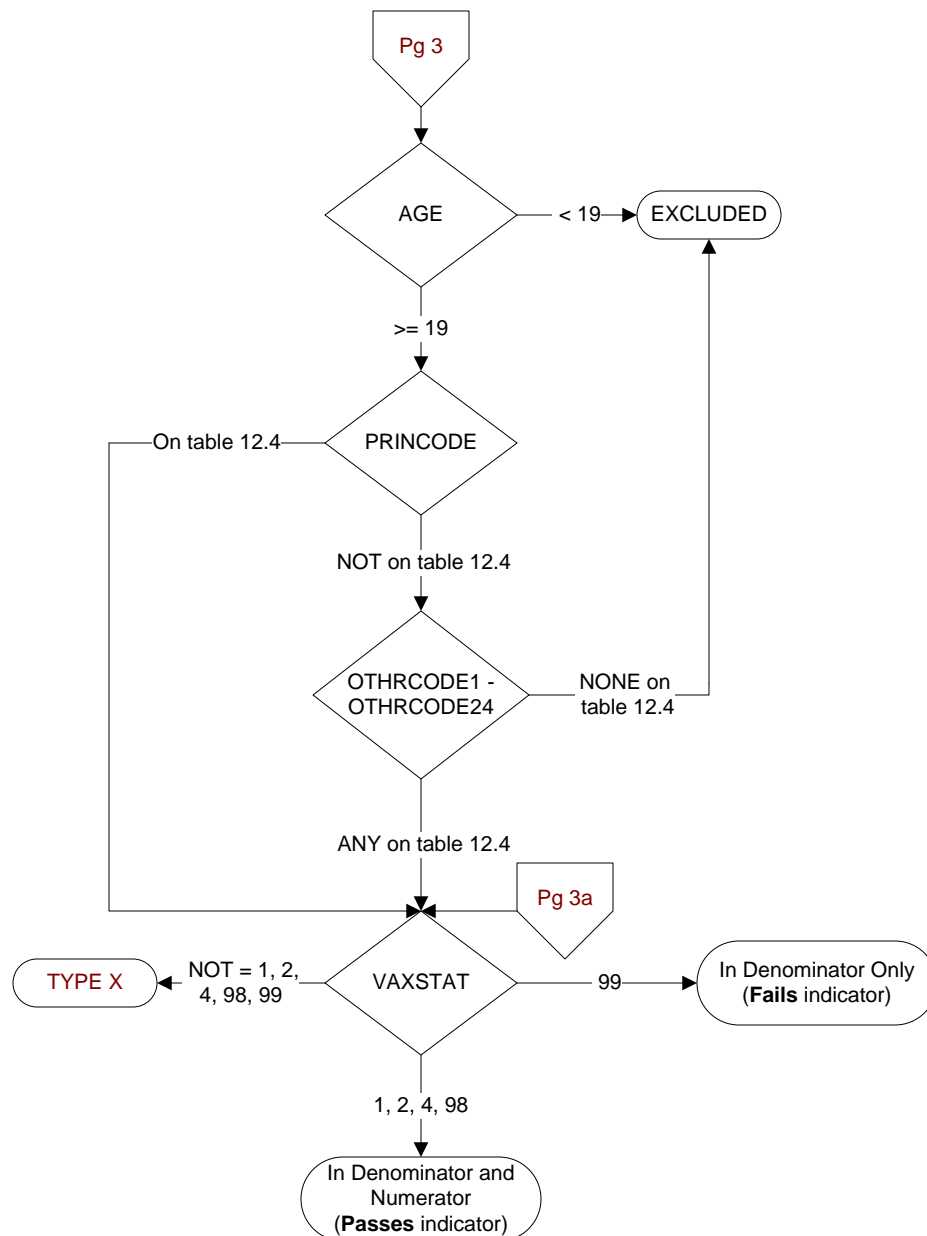 Pg 3
AGE
< 19
EXCLUDED
>= 19
On table 12.4
PRINCODE
NOT on table 12.4
OTHRCODE1 -
OTHRCODE24
NONE on
table 12.4
ANY on table 12.4
Pg 3a
TYPE X
NOT = 1, 2,
4, 98, 99
VAXSTAT
99
In Denominator Only
(Fails indicator)
1, 2, 4, 98
In Denominator and
Numerator
(Passes indicator)